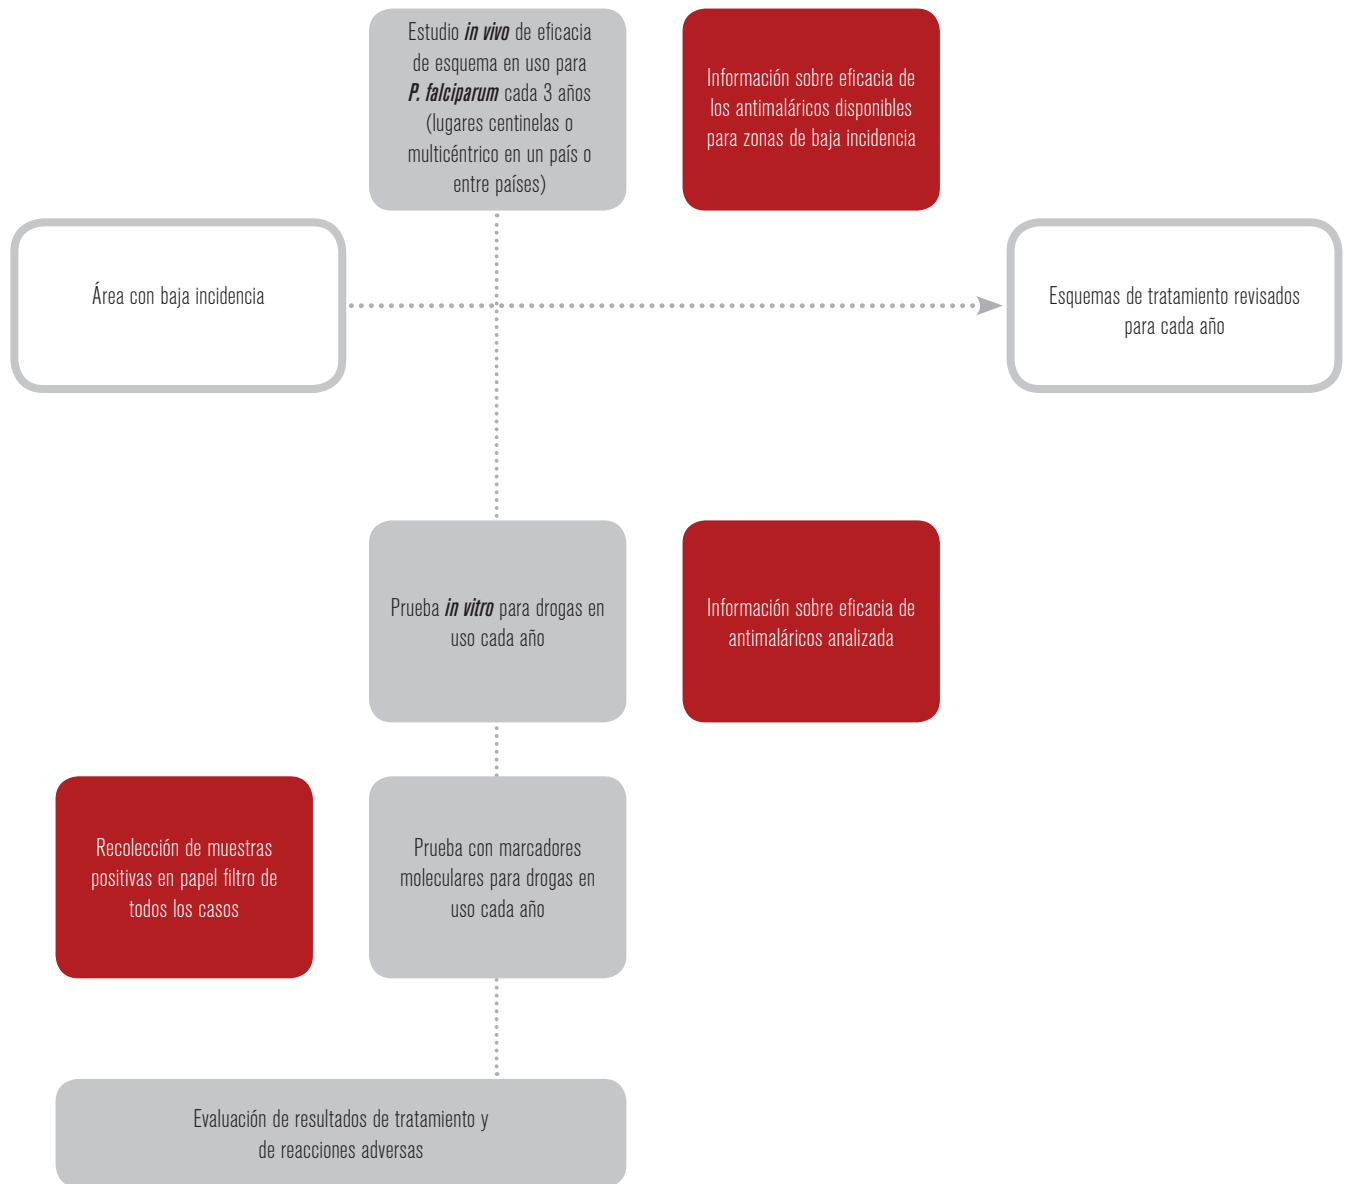 Estudio in vivo de eficacia
de esquema en uso para
P. falciparum cada 3 años
(lugares centinelas o
multicéntrico en un país o
entre países)
Información sobre eficacia de
los antimaláricos disponibles
para zonas de baja incidencia
Área con baja incidencia
Esquemas de tratamiento revisados
para cada año
Prueba in vitro para drogas en
uso cada año
Información sobre eficacia de
antimaláricos analizada
Recolección de muestras
positivas en papel filtro de
todos los casos
Prueba con marcadores
moleculares para drogas en
uso cada año
Evaluación de resultados de tratamiento y
de reacciones adversas